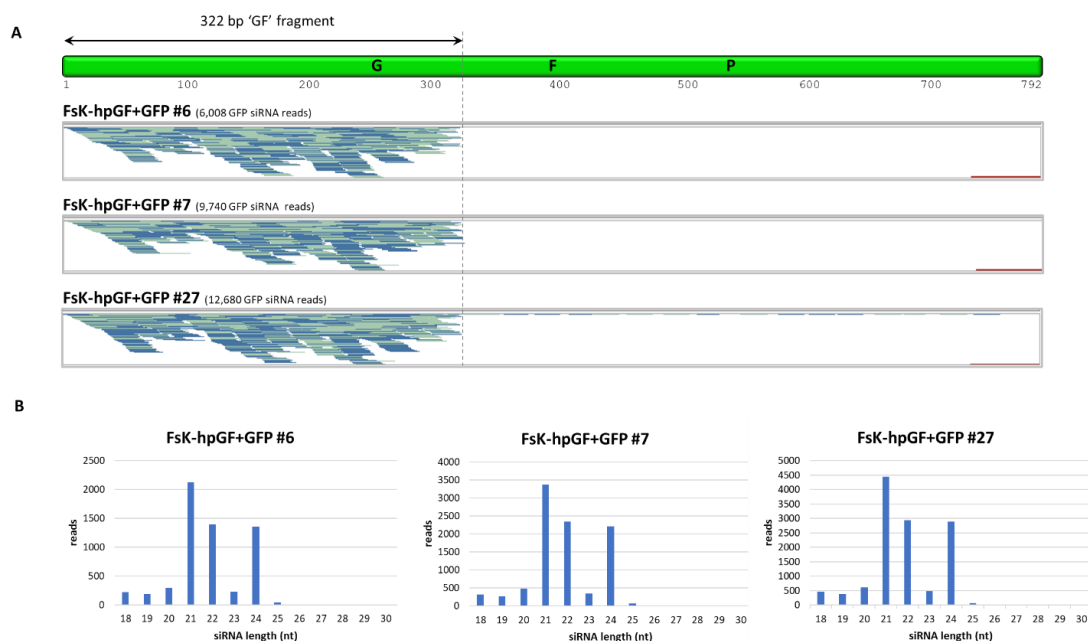 322 bp ‘GF’ fragment
A
G F P
1 100 200 300 400 500 600 700 792
FsK-hpGF+GFP #6 (6,008 GFP siRNA reads)
FsK-hpGF+GFP #7 (9,740 GFP siRNA reads)
FsK-hpGF+GFP #27 (12,680 GFP siRNA reads)
B
FsK-hpGF+GFP #6
2500
2000
1500
1000
500
0
reads
18 19 20 21 22 23 24 25 26 27 28 29 30
siRNA length (nt)
FsK-hpGF+GFP #7
4000
3500
3000
2500
2000
1500
1000
500
0
reads
18 19 20 21 22 23 24 25 26 27 28 29 30
siRNA length (nt)
FsK-hpGF+GFP #27
5000
4500
4000
3500
3000
2500
2000
1500
1000
500
0
reads
18 19 20 21 22 23 24 25 26 27 28 29 30
siRNA length (nt)